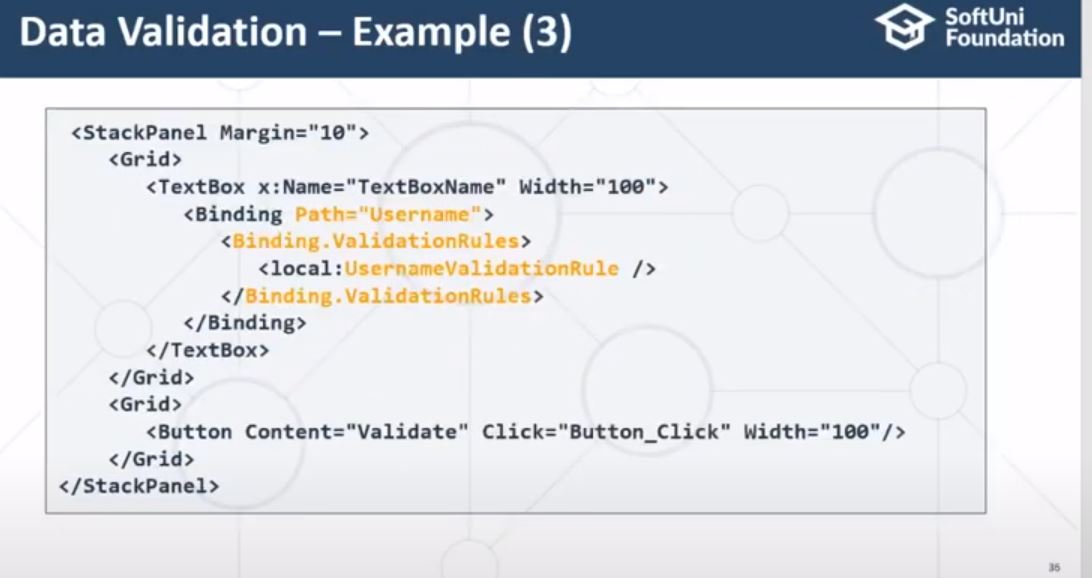 Data Validation – Example (3)
SoftUni
Foundation
<StackPanel Margin="10">
<Grid>
<TextBox x:Name="TextBoxName" Width="100">
<Binding Path="Username">
<Binding.ValidationRules>
<local:UsernameValidationRule />
</Binding.ValidationRules>
</Binding>
</TextBox>
</Grid>
<Grid>
<Button Content="Validate" Click="Button_Click" Width="100"/>
</Grid>
</StackPanel>
36